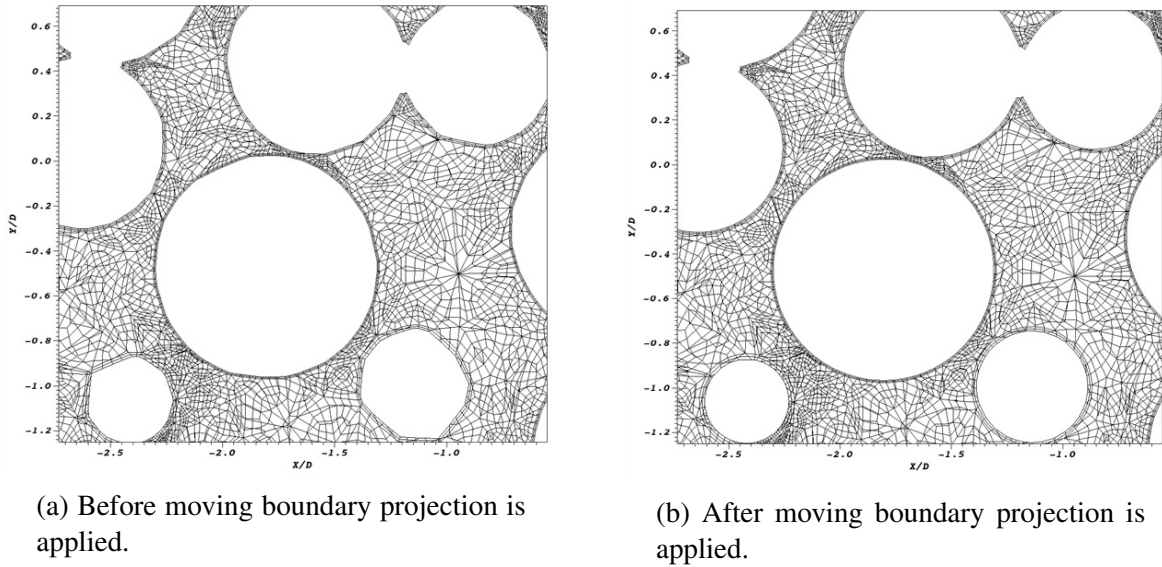 0.6
0.4
0.2
0.0
-0.2
-0.4
-0.6
-0.8
-1.0
-1.2
Y/D
-2.5 -2.0 -1.5 -1.0
X/D
(a) Before moving boundary projection is
applied.
0.6
0.4
0.2
0.0
-0.2
-0.4
-0.6
-0.8
-1.0
-1.2
Y/D
-2.5 -2.0 -1.5 -1.0
X/D
(b) After moving boundary projection is
applied.